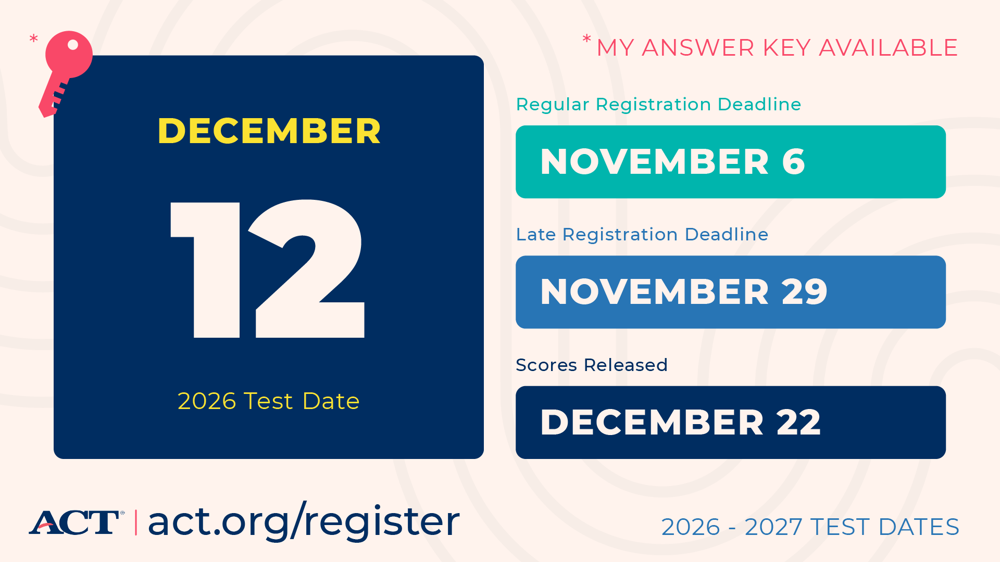 *
DECEMBER
12
2026 Test Date
* MY ANSWER KEY AVAILABLE
Regular Registration Deadline
NOVEMBER 6
Late Registration Deadline
NOVEMBER 29
Scores Released
DECEMBER 22
ACT® | act.org/register
2026 - 2027 TEST DATES